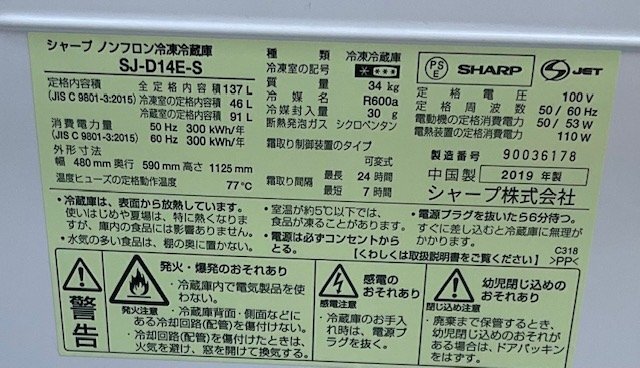 シャープ ノンフロン冷凍冷蔵庫
SJ-D14E-S
定格内容積 全定格内容積 137 L
(JIS C 9801-3:2015) 冷凍室の定格内容積 46 L
冷蔵室の定格内容積 91 L
消費電力量 50 Hz 300 kWh/年
(JIS C 9801-3:2015) 60 Hz 300 kWh/年
外形寸法
幅 480 mm 奥行 590 mm 高さ 1125 mm
温度ヒューズの定格動作温度 77℃
種類 冷凍冷蔵庫
冷凍室の記号
質量 34 kg
冷媒名 R600a
冷媒封入量 30 g
断熱発泡ガス シクロペンタン
霜取り制御装置のタイプ
可変式
霜取り間隔 最長 24 時間
最短 7 時間
PS
E
SHARP
JET
定格電圧 100 V
定格周波数 50 / 60 Hz
電動機の定格消費電力 50 / 53 W
電熱装置の定格消費電力 110 W
製造番号 90036178
中国製 2019 年製
シャープ株式会社
・冷蔵庫は、表面から放熱しています。
使いはじめや夏場は、特に熱くなりま
すが、庫内の食品には影響ありません。
・水気の多い食品は、棚の奥に置かない。
・室温が約5℃以下では、
食品が凍ることがあります。
・電源は必ずコンセントから
とる。
・電源プラグを抜いたら6分待つ。
すぐに差し込むと冷蔵庫に無理が
かかります。
【くわしくは取扱説明書をご覧ください】
C318
>PP<
警告
発火・爆発のおそれあり
発火注意
・冷蔵庫内で電気製品を使
わない。
・冷蔵庫背面・側面などに
ある冷却回路(配管)を傷付けない。
・冷却回路(配管)を傷付けたときは、
火気を避け、窓を開けて換気する。
感電の
おそれあり
感電注意
・冷蔵庫のお手入
れ時は、電源プ
ラグを抜く。
幼児閉じ込めの
おそれあり
閉じ込め注意
・廃棄まで保管するとき、
幼児閉じ込めのおそれが
ある場合は、ドアパッキン
をはずす。